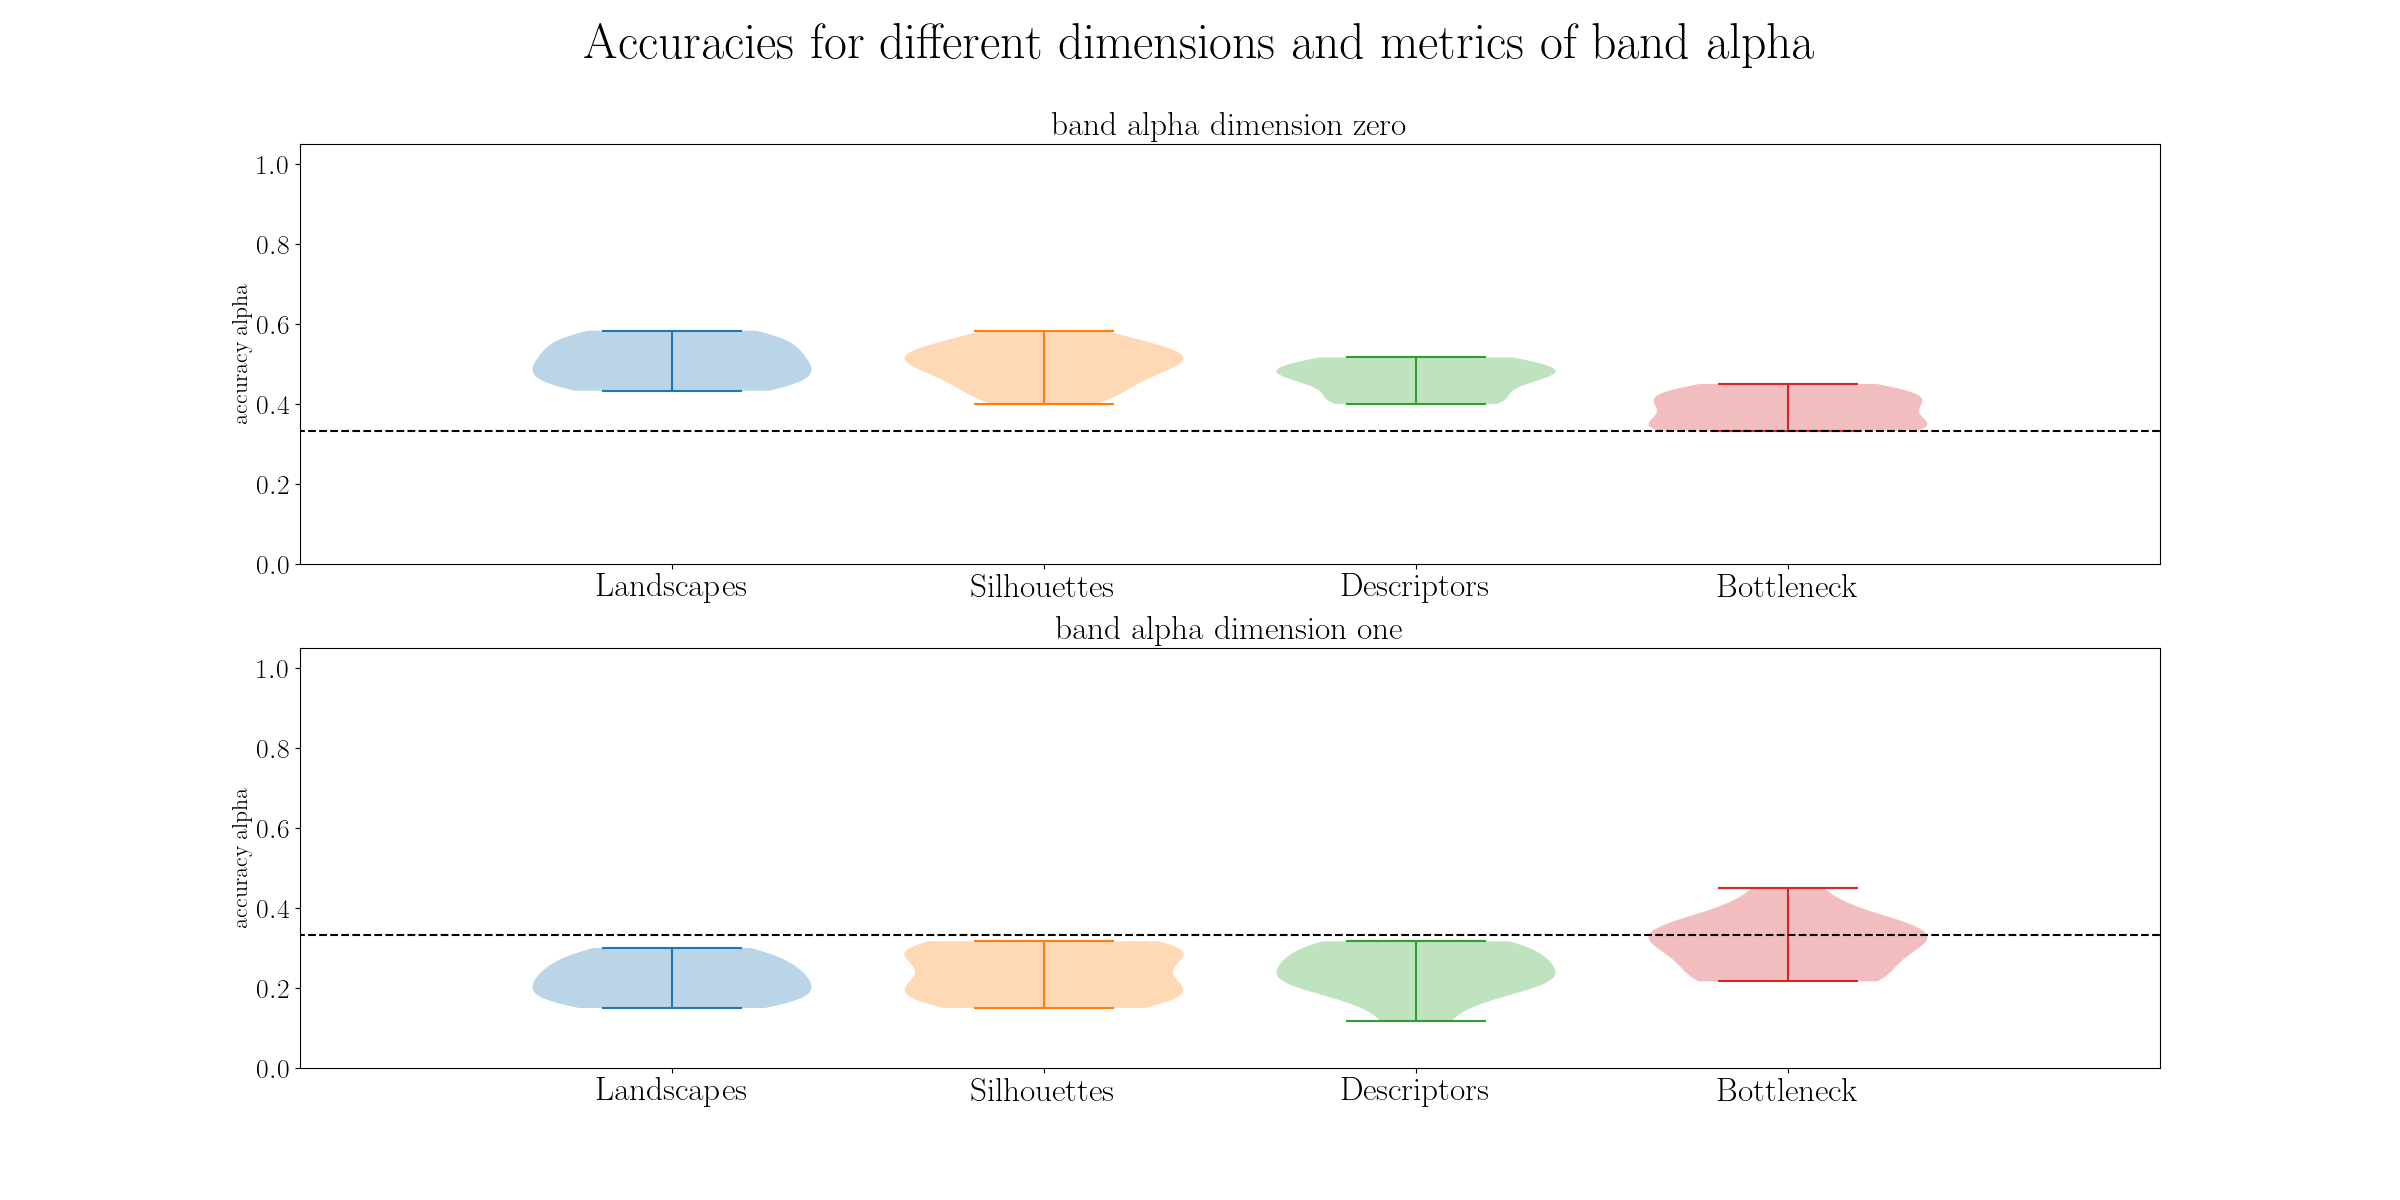 Accuracies for different dimensions and metrics of band alpha
band alpha dimension zero
accuracy alpha
1.0
0.8
0.6
0.4
0.2
0.0
Landscapes Silhouettes Descriptors Bottleneck
band alpha dimension one
accuracy alpha
1.0
0.8
0.6
0.4
0.2
0.0
Landscapes Silhouettes Descriptors Bottleneck